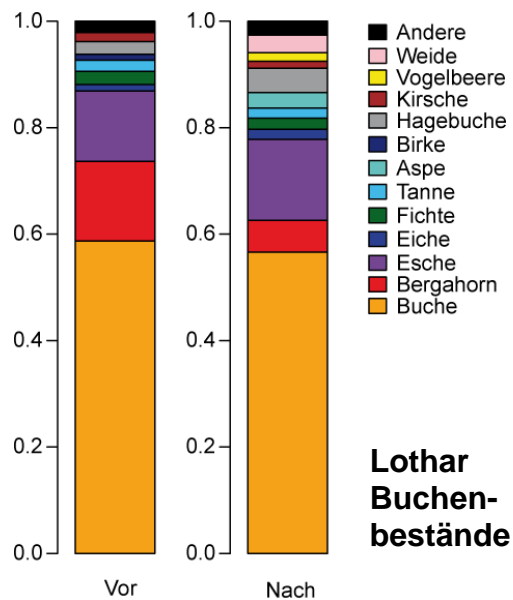 1.0
0.8
0.6
0.4
0.2
0.0
Vor
1.0
0.8
0.6
0.4
0.2
0.0
Nach
Andere
Weide
Vogelbeere
Kirsche
Hagebuche
Birke
Aspe
Tanne
Fichte
Eiche
Esche
Bergahorn
Buche
Lothar
Buchen-
bestände